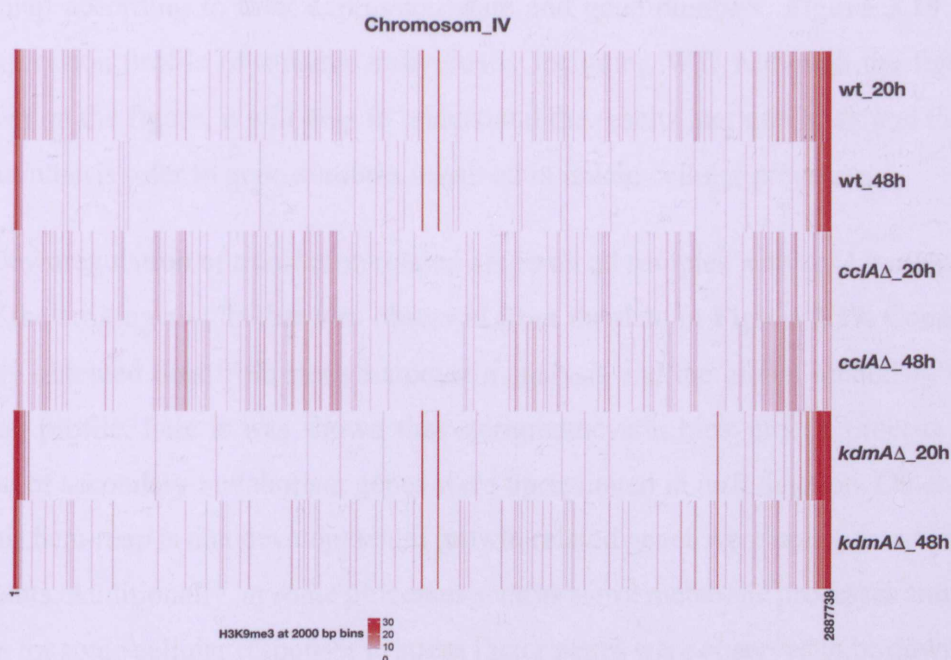 Chromosom_IV
wt_20h
wt_48h
cclAΔ_20h
cclAΔ_48h
kdmAΔ_20h
kdmAΔ_48h
1
2887738
H3K9me3 at 2000 bp bins
30
20
10
0